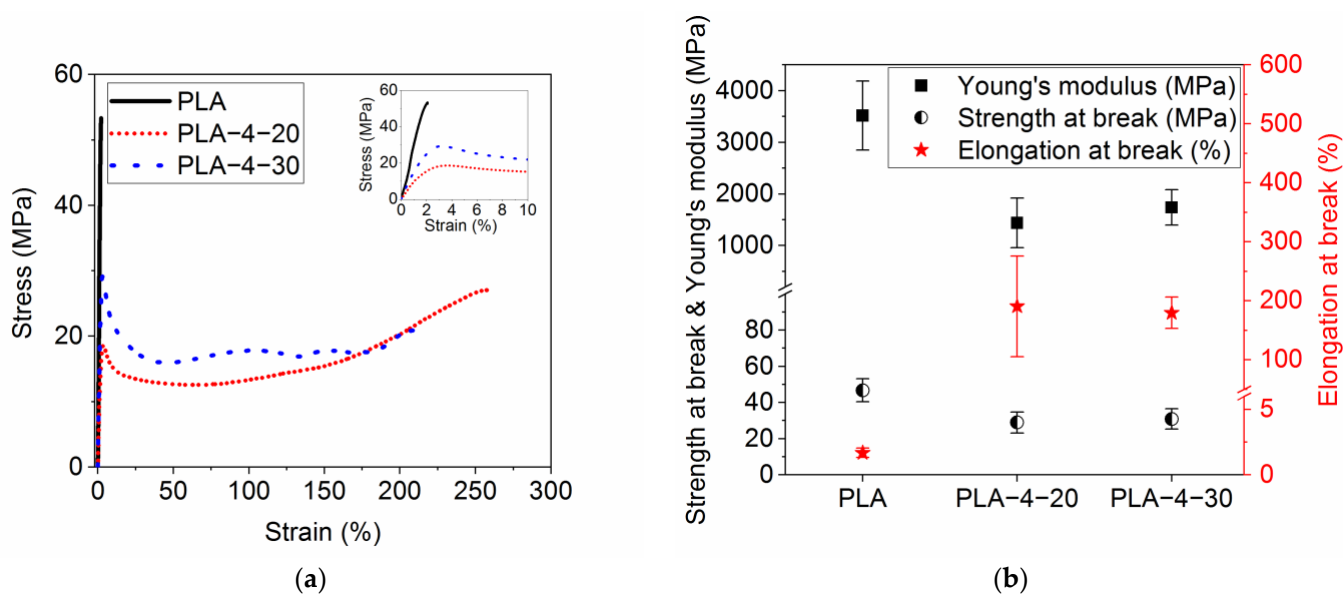 60
40
20
0
Stress (MPa)
PLA
PLA−4−20
PLA−4−30
60
40
20
0
Stress (MPa)
0 2 4 6 8 10
Strain (%)
0 50 100 150 200 250 300
Strain (%)
(a)
Strength at break & Young's modulus (MPa)
4000
3000
2000
1000
80
60
40
20
0
Young's modulus (MPa)
Strength at break (MPa)
Elongation at break (%)
600
500
400
300
200
100
5
0
Elongation at break (%)
PLA PLA−4−20 PLA−4−30
(b)